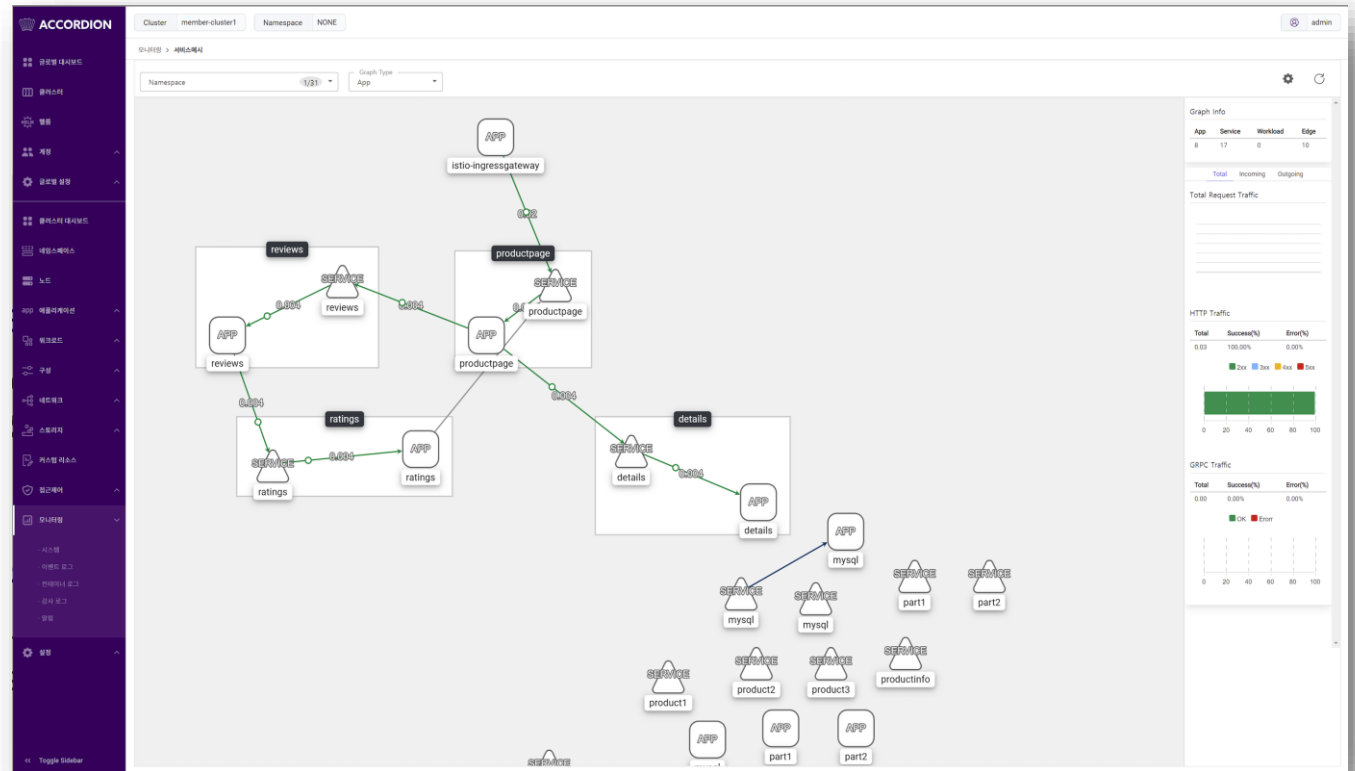 ACCORDION
Cluster member-cluster1 Namespace NONE
admin
모니터링 > 서비스메시
글로벌 대시보드
클러스터
헬름
계정
글로벌 설정
클러스터 대시보드
네임스페이스
노드
app 애플리케이션
워크로드
구성
네트워크
스토리지
커스텀 리소스
접근제어
모니터링
· 시스템
· 이벤트 로그
· 컨테이너 로그
· 감사 로그
· 알림
설정
« Toggle Sidebar
Namespace 1/31
Graph Type
App
APP
istio-ingressgateway
0.02
reviews
SERVICE
reviews
0.004
APP
reviews
0.004
productpage
SERVICE
productpage
APP
productpage
0.004
0.004
ratings
SERVICE
ratings
0.004
APP
ratings
details
SERVICE
details
0.004
APP
details
APP
mysql
SERVICE
mysql
SERVICE
mysql
SERVICE
part1
SERVICE
part2
SERVICE
product1
SERVICE
product2
SERVICE
product3
SERVICE
productinfo
APP
APP
part1
APP
part2
SERVICE
Graph Info
App Service Workload Edge
8 17 0 10
Total Incoming Outgoing
Total Request Traffic
HTTP Traffic
Total Success(%) Error(%)
0.03 100.00% 0.00%
2xx 3xx 4xx 5xx
0 20 40 60 80 100
GRPC Traffic
Total Success(%) Error(%)
0.00 0.00% 0.00%
OK Erorr
0 20 40 60 80 100